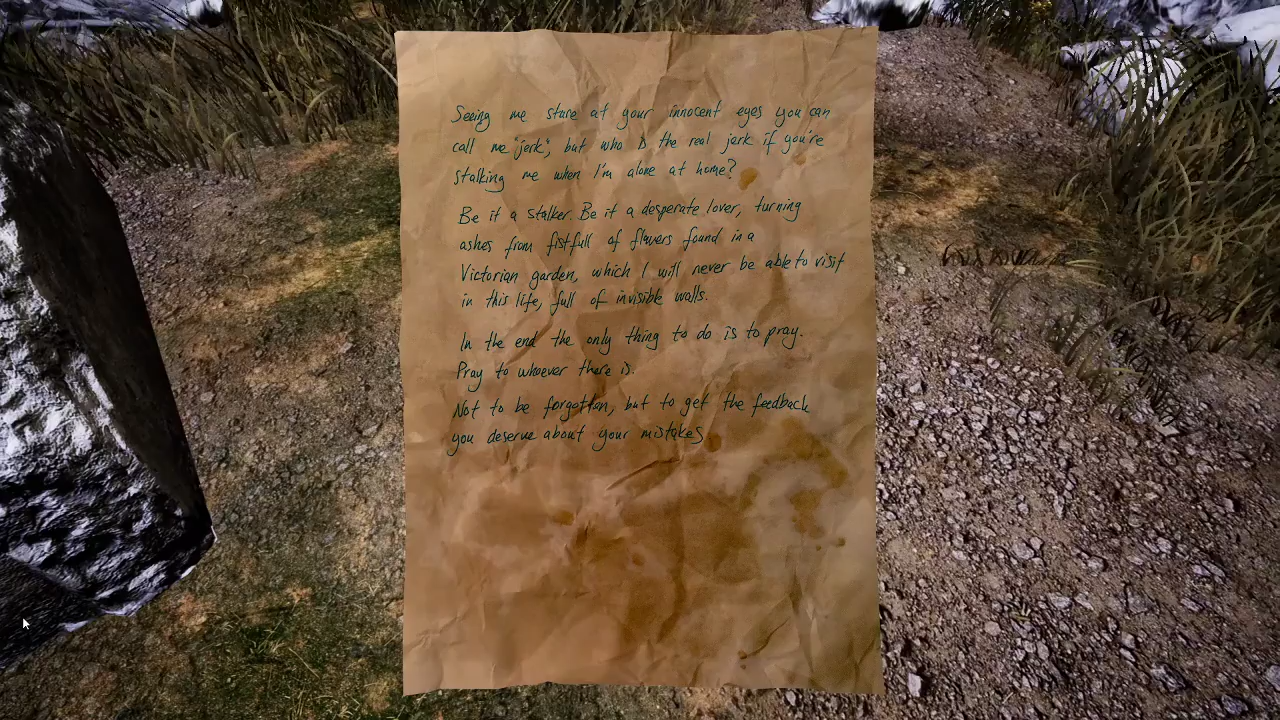 Seeing me stare at your innocent eyes you can
call me "jerk", but who is the real jerk if you're
stalking me when I'm alone at home?
Be it a stalker. Be it a desperate lover, turning
ashes from fistfull of flowers found in a
Victorian garden, which I will never be able to visit
in this life, full of invisible walls.
In the end the only thing to do is to pray.
Pray to whoever there is.
Not to be forgotten, but to get the feedback
you deserve about your mistakes